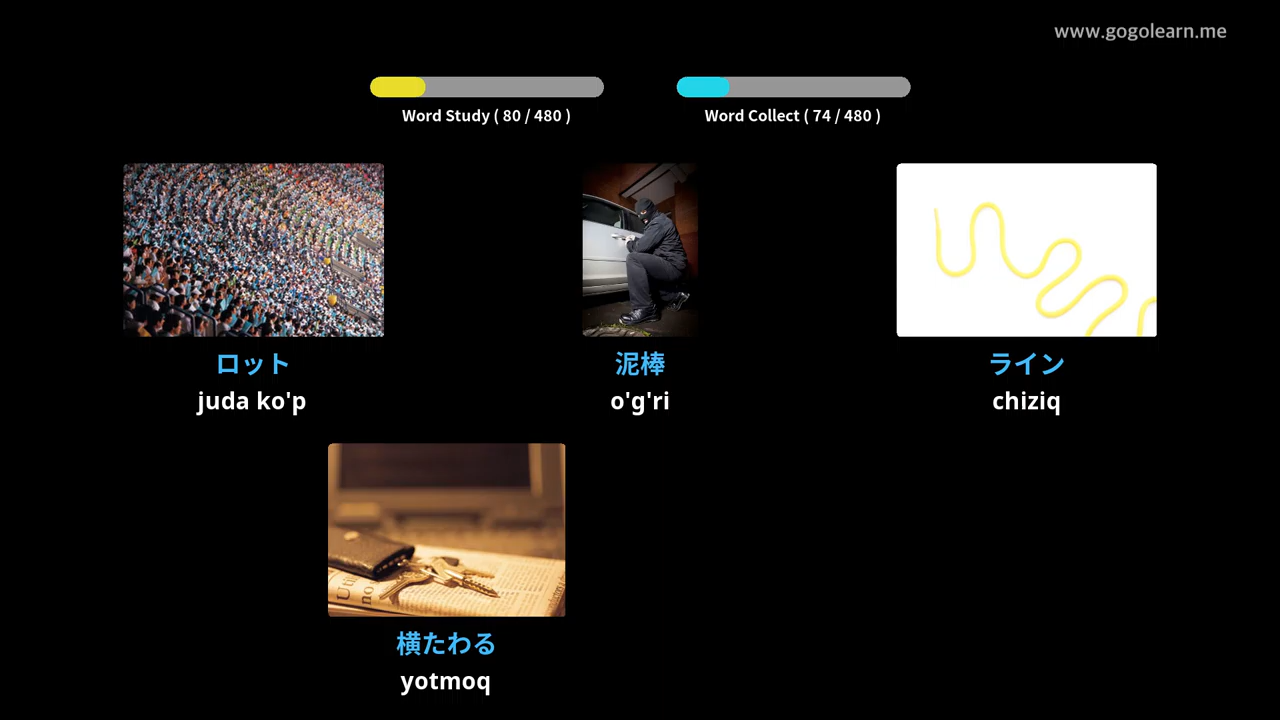 www.gogolearn.me
Word Study ( 80 / 480 )
Word Collect ( 74 / 480 )
ロット
juda ko'p
泥棒
o'g'ri
ライン
chiziq
横たわる
yotmoq